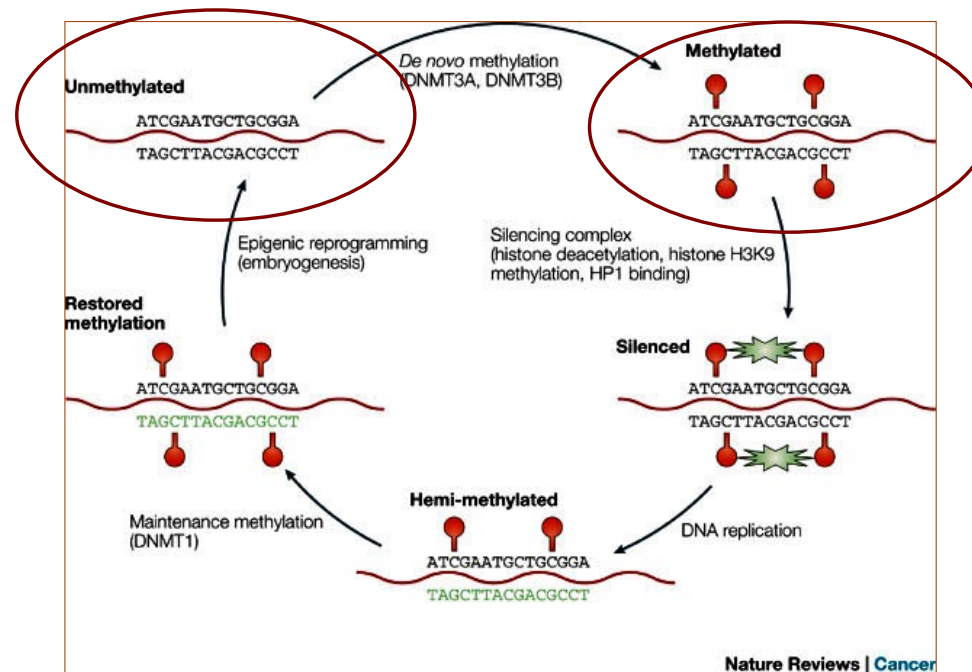 Unmethylated
ATCGAATGCTGCGGA
TAGCTTACGACGCCT
De novo methylation
(DNMT3A, DNMT3B)
Methylated
ATCGAATGCTGCGGA
TAGCTTACGACGCCT
Epigenic reprogramming
(embryogenesis)
Silencing complex
(histone deacetylation, histone H3K9
methylation, HP1 binding)
Restored
methylation
ATCGAATGCTGCGGA
TAGCTTACGACGCCT
Silenced
ATCGAATGCTGCGGA
TAGCTTACGACGCCT
Maintenance methylation
(DNMT1)
Hemi-methylated
ATCGAATGCTGCGGA
TAGCTTACGACGCCT
DNA replication
Nature Reviews | Cancer